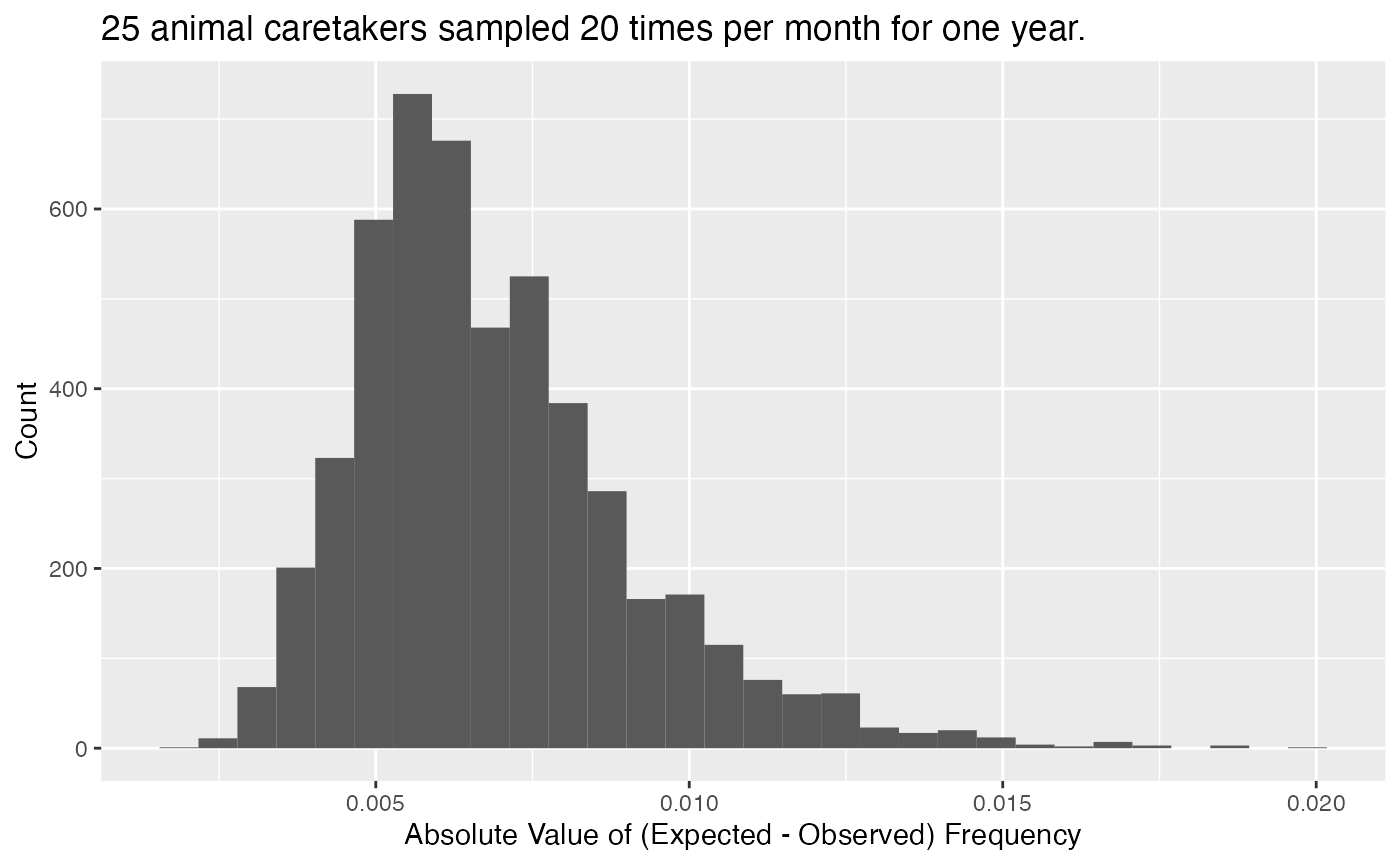 25 animal caretakers sampled 20 times per month for one year.
Count
600
400
200
0
0.005 0.010 0.015 0.020
Absolute Value of (Expected - Observed) Frequency